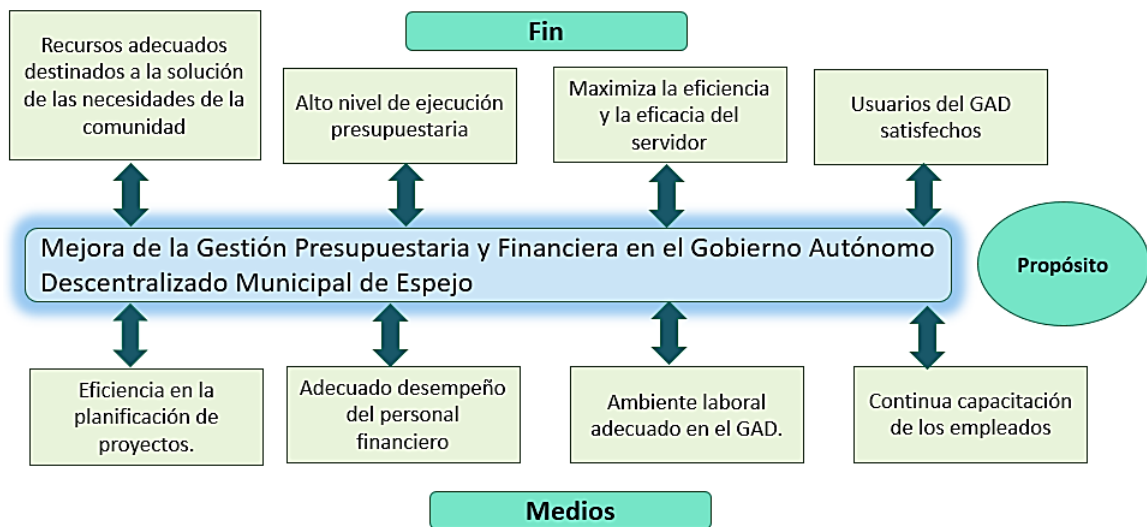 Fin
Recursos adecuados
destinados a la solución
de las necesidades de la
comunidad
Alto nivel de ejecución
presupuestaria
Maximiza la eficiencia
y la eficacia del
servidor
Usuarios del GAD
satisfechos
Mejora de la Gestión Presupuestaria y Financiera en el Gobierno Autónomo
Descentralizado Municipal de Espejo
Propósito
Eficiencia en la
planificación de
proyectos.
Adecuado desempeño
del personal
financiero
Ambiente laboral
adecuado en el GAD.
Continua capacitación
de los empleados
Medios